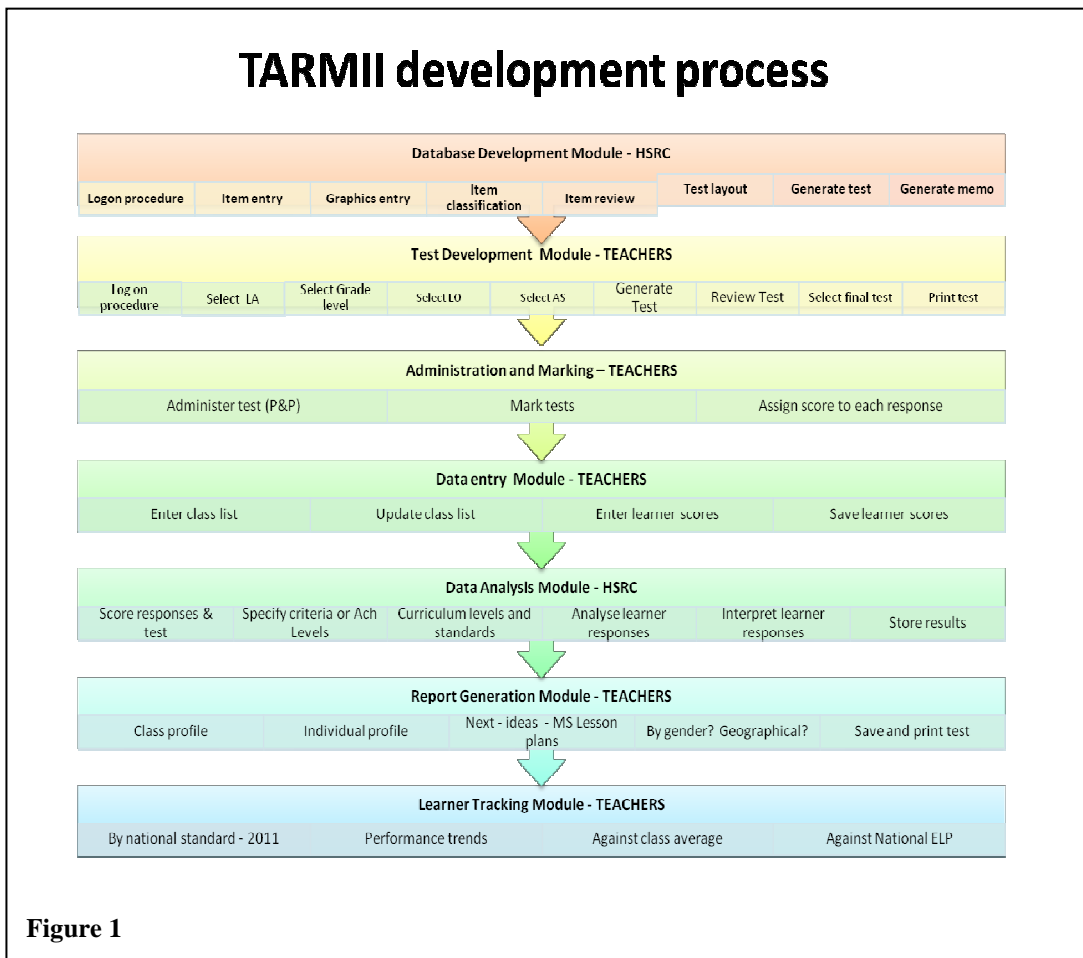 TARMII development process
Database Development Module - HSRC
Logon procedure
Item entry
Graphics entry
Item
classification
Item review
Test layout
Generate test
Generate memo
Test Development Module - TEACHERS
Log on
procedure
Select LA
Select Grade
level
Select LO
Select AS
Generate
Test
Review Test
Select final test
Print test
Administration and Marking – TEACHERS
Administer test (P&P)
Mark tests
Assign score to each response
Data entry Module - TEACHERS
Enter class list
Update class list
Enter learner scores
Save learner scores
Data Analysis Module - HSRC
Score responses &
test
Specify criteria or Ach
Levels
Curriculum levels and
standards
Analyse learner
responses
Interpret learner
responses
Store results
Report Generation Module - TEACHERS
Class profile
Individual profile
Next - ideas - MS Lesson
plans
By gender? Geographical?
Save and print test
Learner Tracking Module - TEACHERS
By national standard - 2011
Performance trends
Against class average
Against National ELP
Figure 1